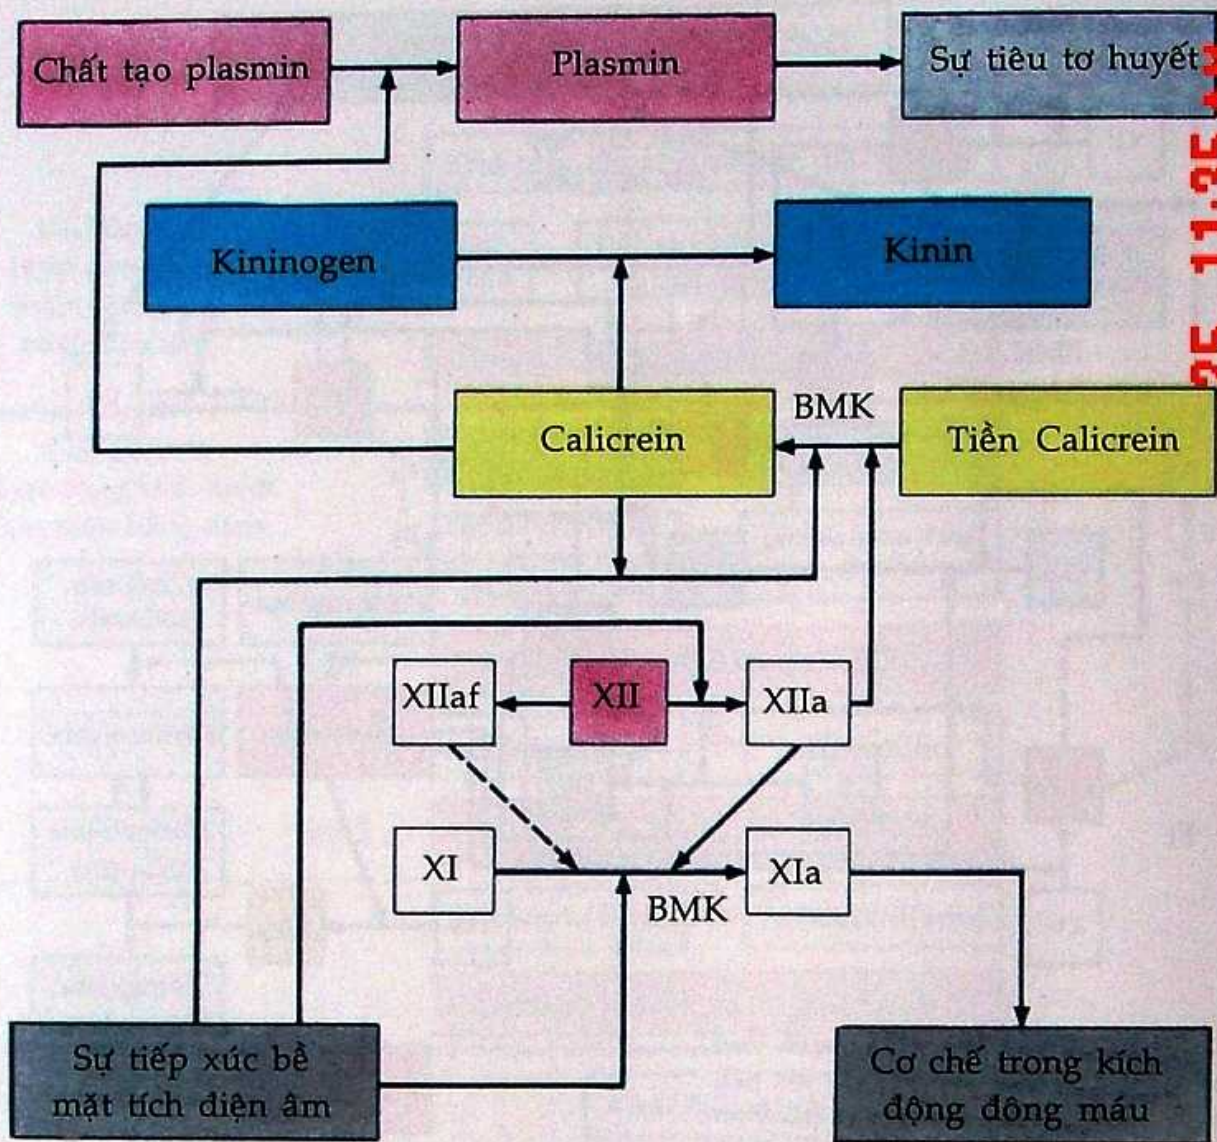 Chất tạo plasmin
Plasmin
Sự tiêu tơ huyết
Kininogen
Kinin
Calicrein
BMK
Tiền Calicrein
XIIaf
XII
XIIa
XI
BMK
XIa
Sự tiếp xúc bề
mặt tích điện âm
Cơ chế trong kích
động đông máu